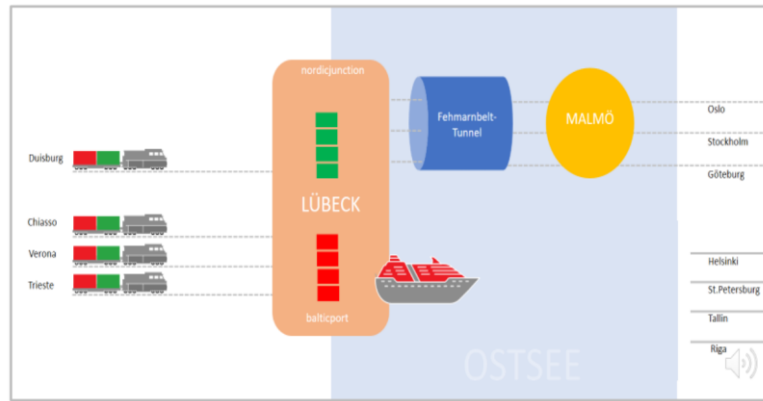 nordicjunction
Fehmarnbelt-
Tunnel
MALMÖ
Oslo
Stockholm
Göteburg
Duisburg
LÜBECK
Chiasso
Verona
Trieste
balticport
Helsinki
St.Petersburg
Tallin
Riga
OSTSEE